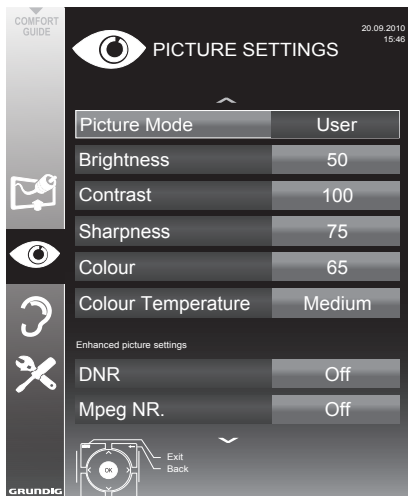 COMFORT
GUIDE
PICTURE SETTINGS
20.09.2010
15:46
Picture Mode User
Brightness 50
Contrast 100
Sharpness 75
Colour 65
Colour Temperature Medium
Enhanced picture settings
DNR Off
Mpeg NR. Off
Exit
Back
OK
GRUNDIG